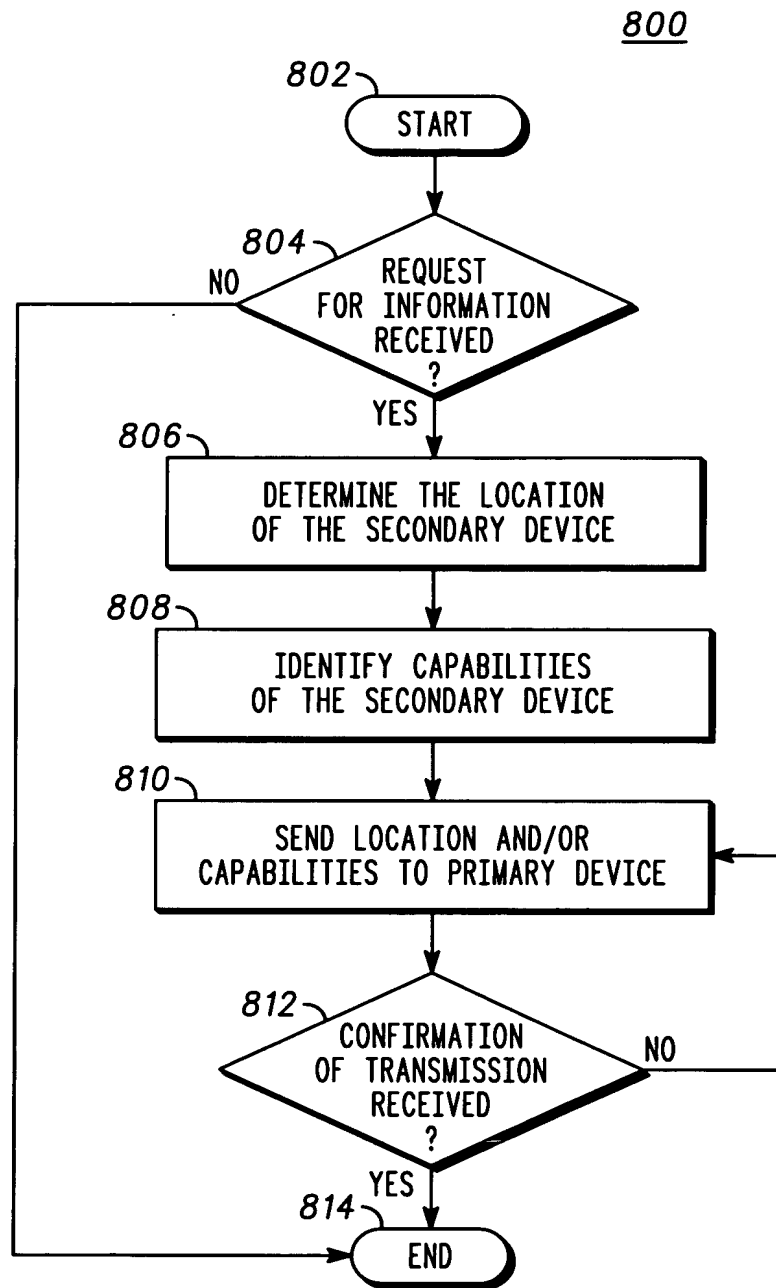 800
802
START
804
NO
REQUEST
FOR INFORMATION
RECEIVED
?
YES
806
DETERMINE THE LOCATION
OF THE SECONDARY DEVICE
808
IDENTIFY CAPABILITIES
OF THE SECONDARY DEVICE
810
SEND LOCATION AND/OR
CAPABILITIES TO PRIMARY DEVICE
812
CONFIRMATION
OF TRANSMISSION
RECEIVED
?
NO
YES
814
END